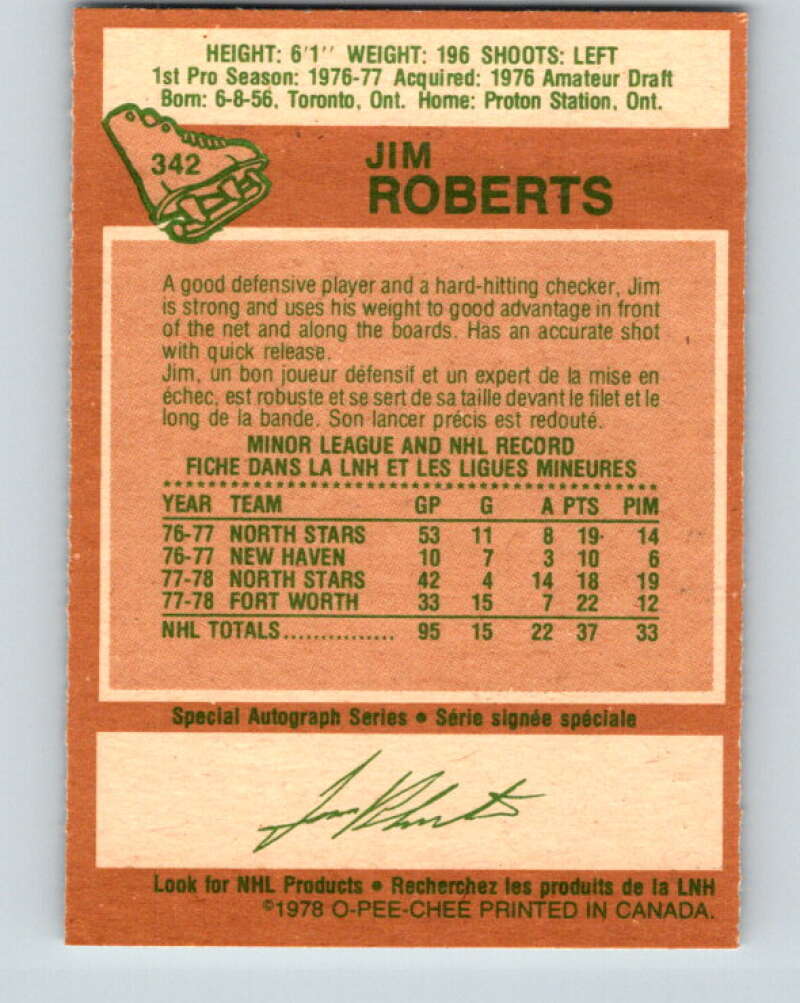 HEIGHT: 6'1'' WEIGHT: 196 SHOOTS: LEFT
1st Pro Season: 1976-77 Acquired: 1976 Amateur Draft
Born: 6-8-56, Toronto, Ont. Home: Proton Station, Ont.
342
JIM
ROBERTS
A good defensive player and a hard-hitting checker, Jim
is strong and uses his weight to good advantage in front
of the net and along the boards. Has an accurate shot
with quick release.
Jim, un bon joueur défensif et un expert de la mise en
échec, est robuste et se sert de sa taille devant le filet et le
long de la bande. Son lancer précis est redouté.
MINOR LEAGUE AND NHL RECORD
FICHE DANS LA LNH ET LES LIGUES MINEURES
YEAR TEAM GP G A PTS PIM
76-77 NORTH STARS 53 11 8 19 14
76-77 NEW HAVEN 10 7 3 10 6
77-78 NORTH STARS 42 4 14 18 19
77-78 FORT WORTH 33 15 7 22 12
NHL TOTALS............... 95 15 22 37 33
Special Autograph Series • Série signée spéciale
Jim Roberts
Look for NHL Products • Recherchez les produits de la LNH
©1978 O-PEE-CHEE PRINTED IN CANADA.